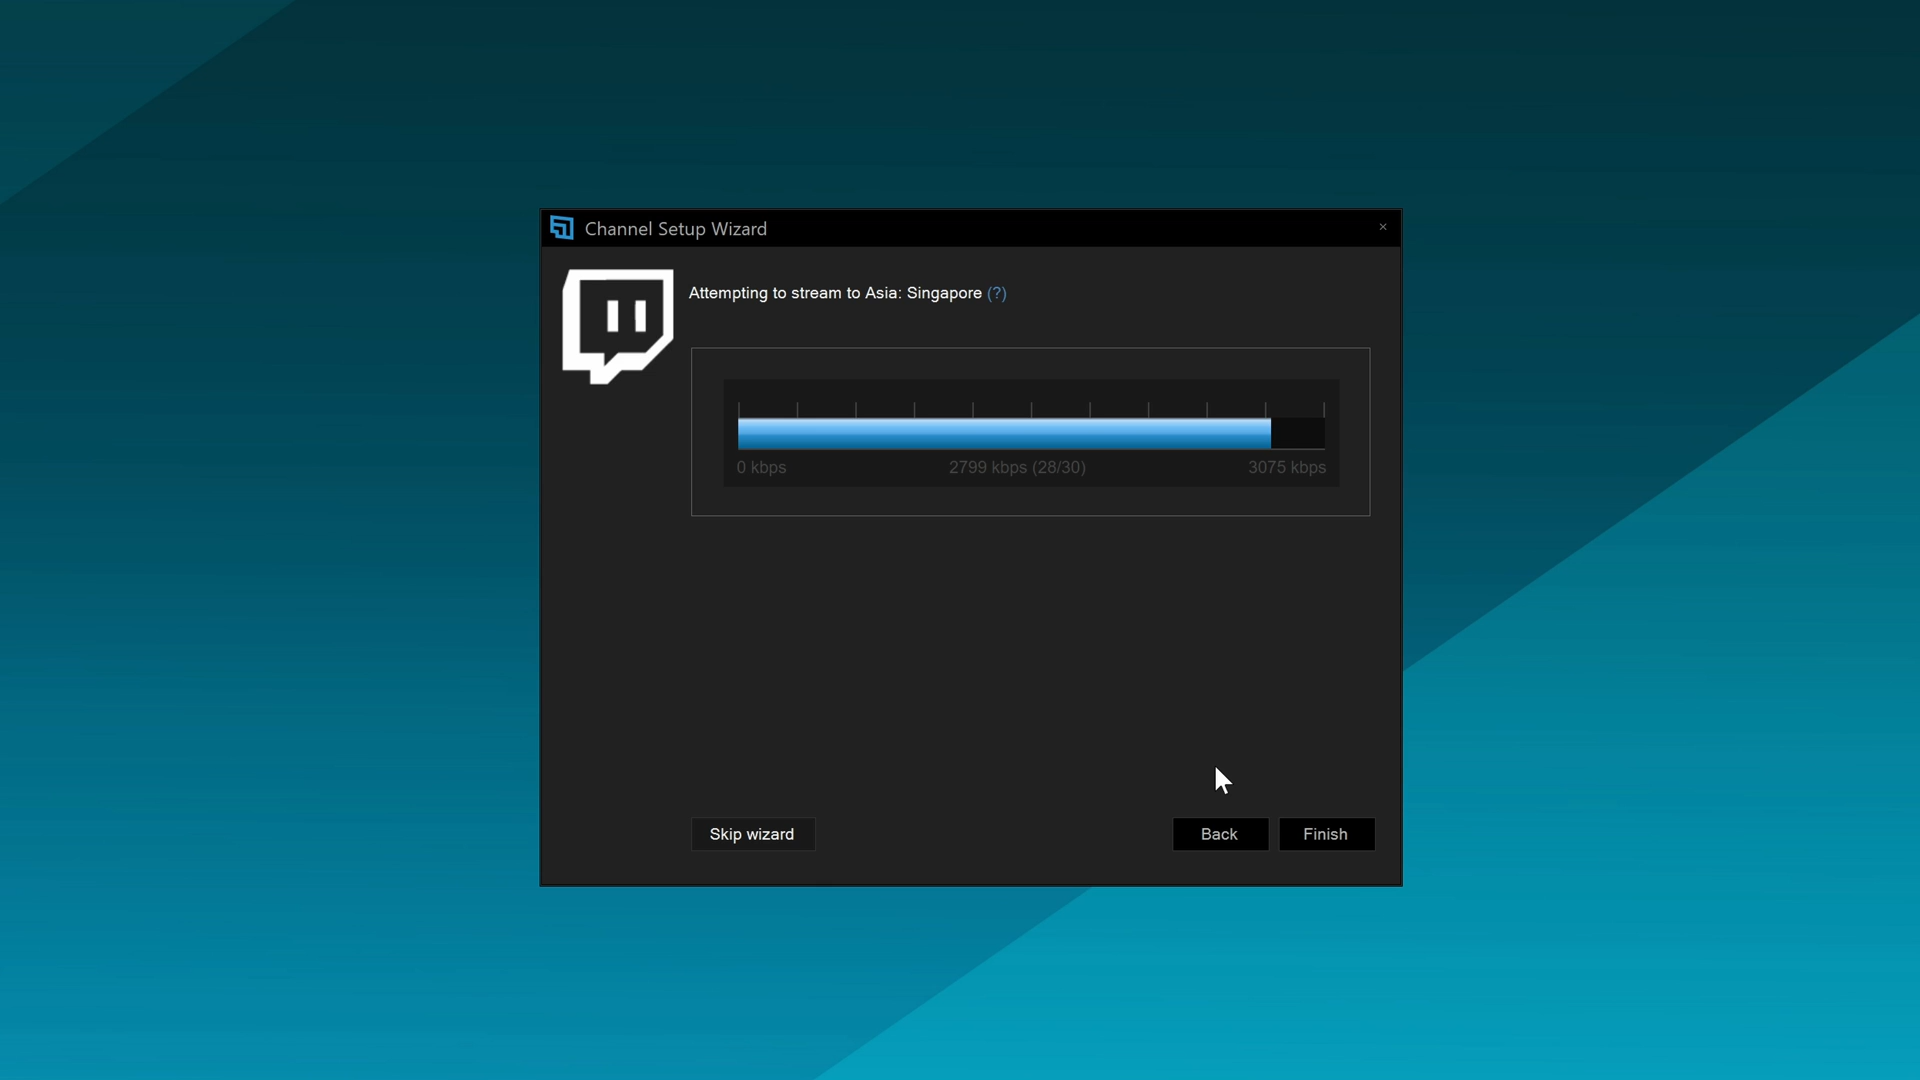 Channel Setup Wizard
Attempting to stream to Asia: Singapore (?)
0 kbps 2799 kbps (28/30) 3075 kbps
Skip wizard Back Finish